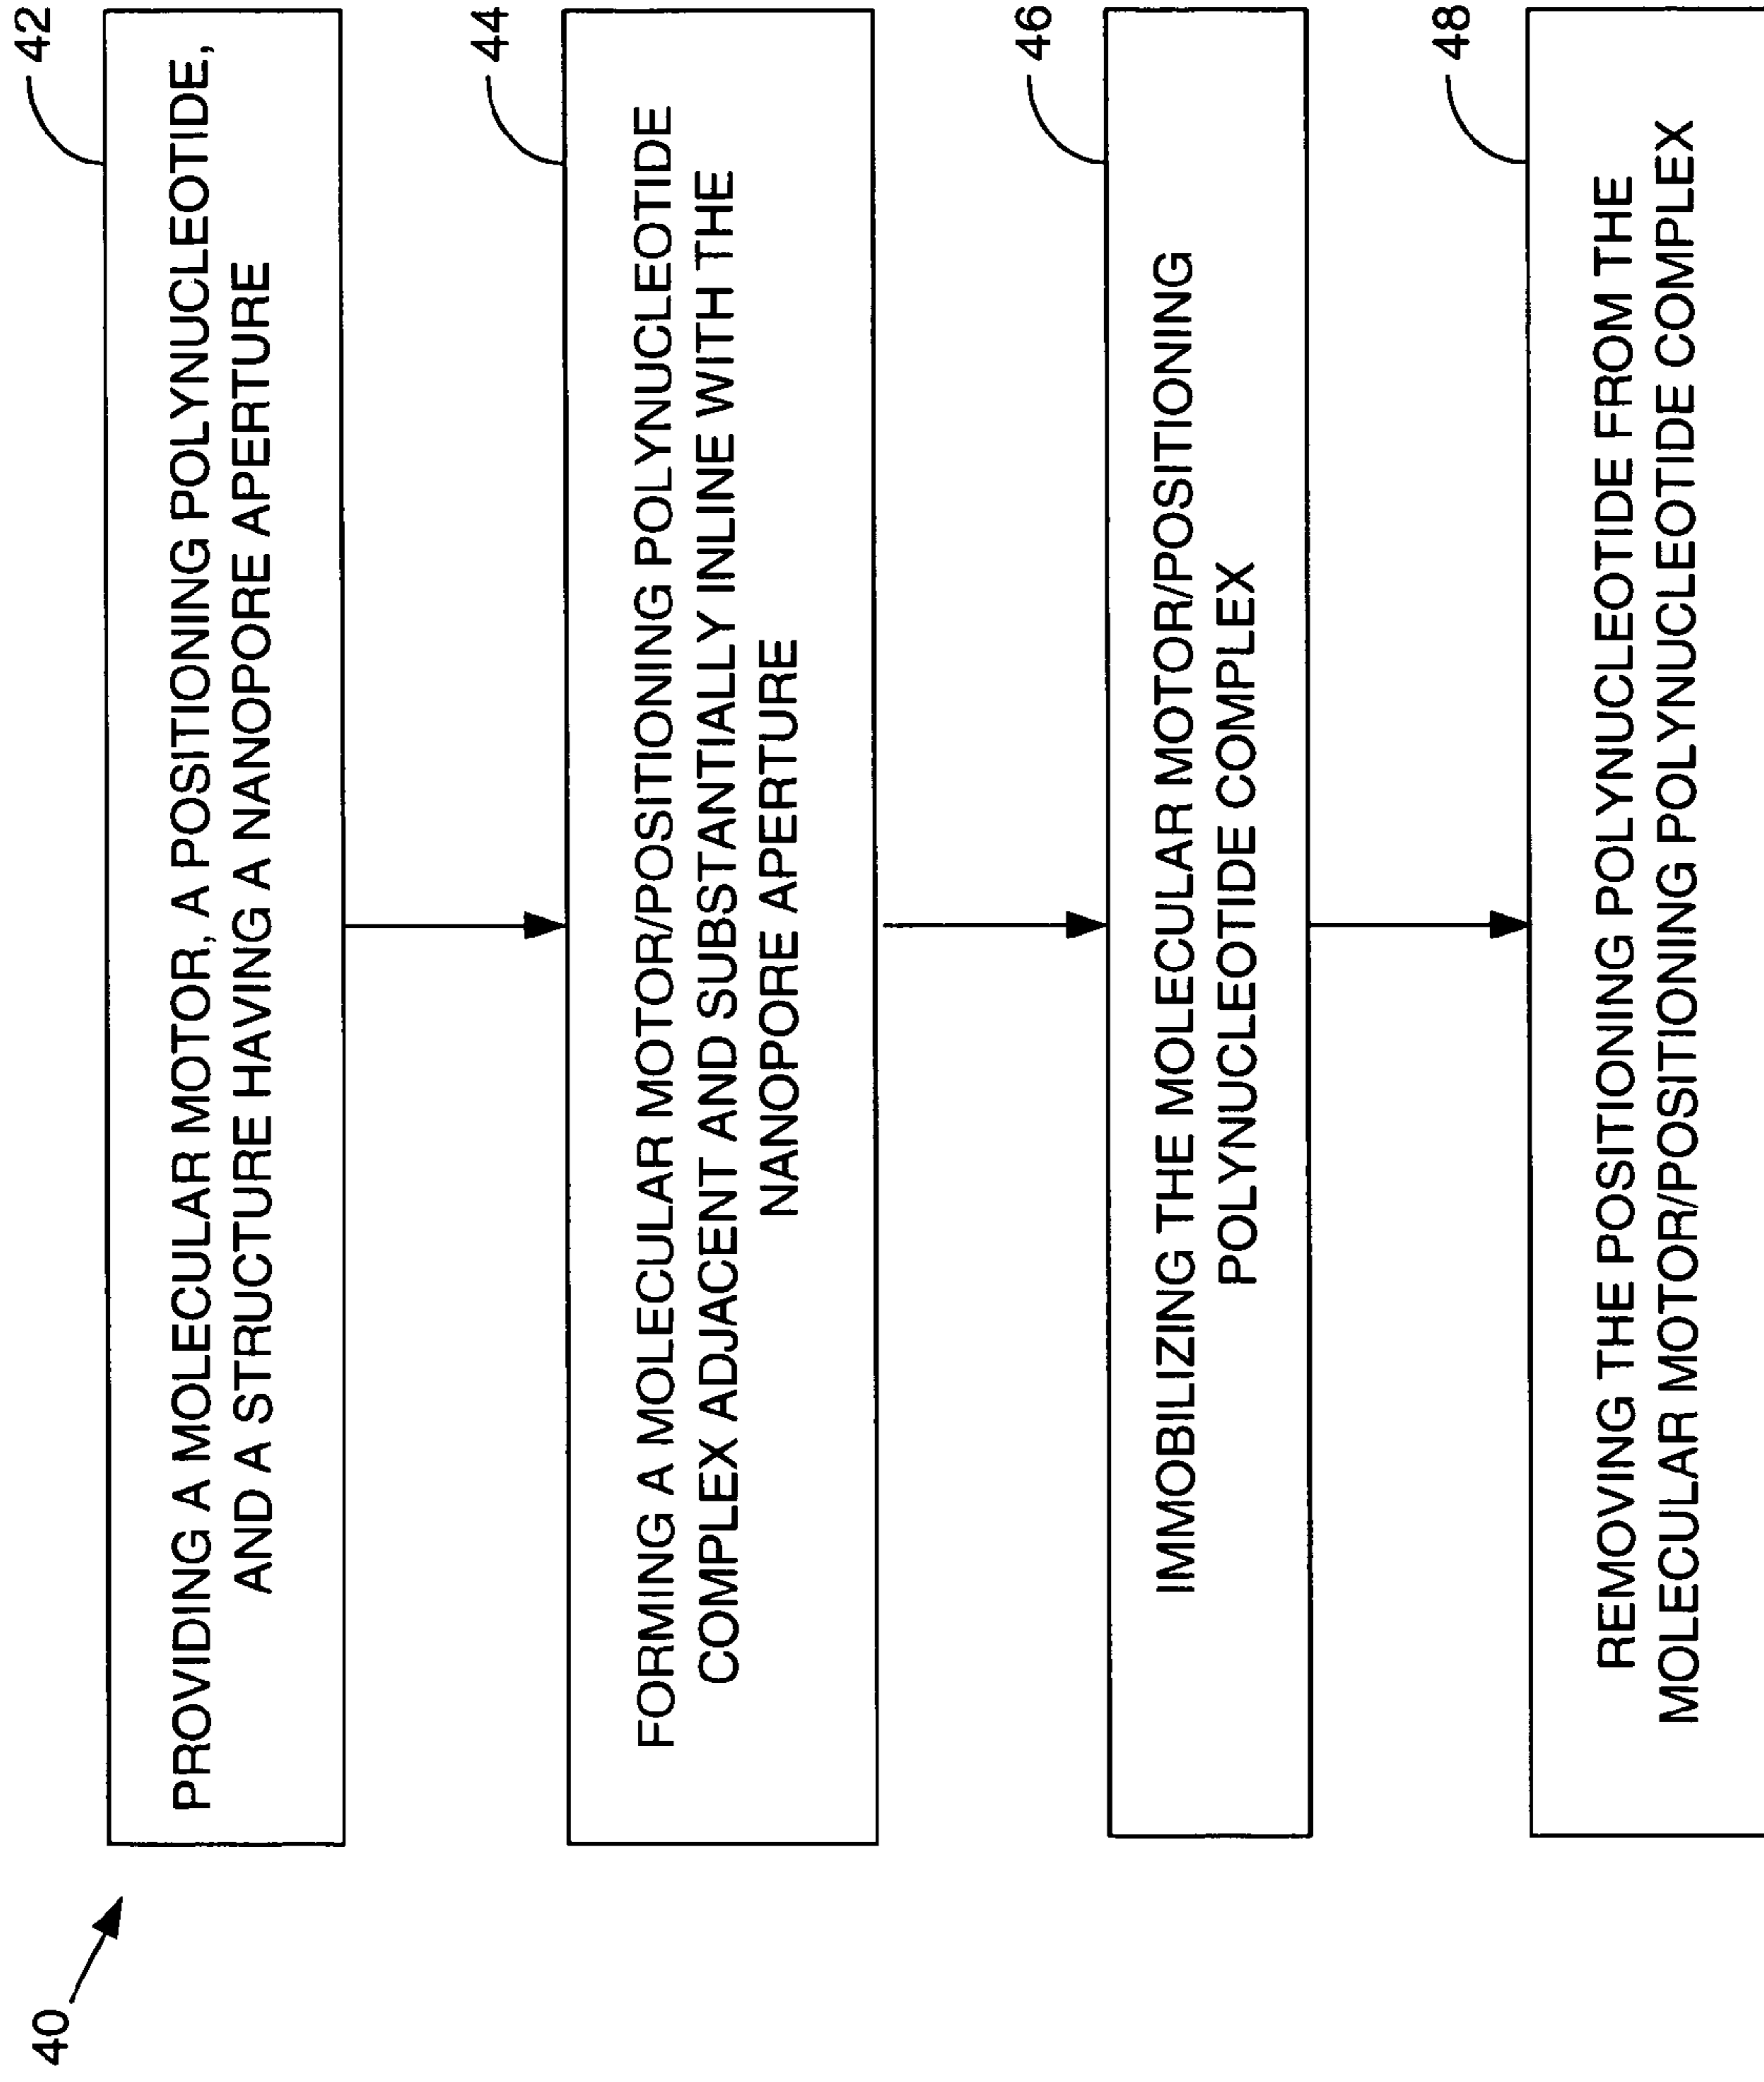 40
42
PROVIDING A MOLECULAR MOTOR, A POSITIONING POLYNUCLEOTIDE,
AND A STRUCTURE HAVING A NANOPORE APERTURE
44
FORMING A MOLECULAR MOTOR/POSITIONING POLYNUCLEOTIDE
COMPLEX ADJACENT AND SUBSTANTIALLY INLINE WITH THE
NANOPORE APERTURE
46
IMMOBILIZING THE MOLECULAR MOTOR/POSITIONING
POLYNUCLEOTIDE COMPLEX
48
REMOVING THE POSITIONING POLYNUCLEOTIDE FROM THE
MOLECULAR MOTOR/POSITIONING POLYNUCLEOTIDE COMPLEX